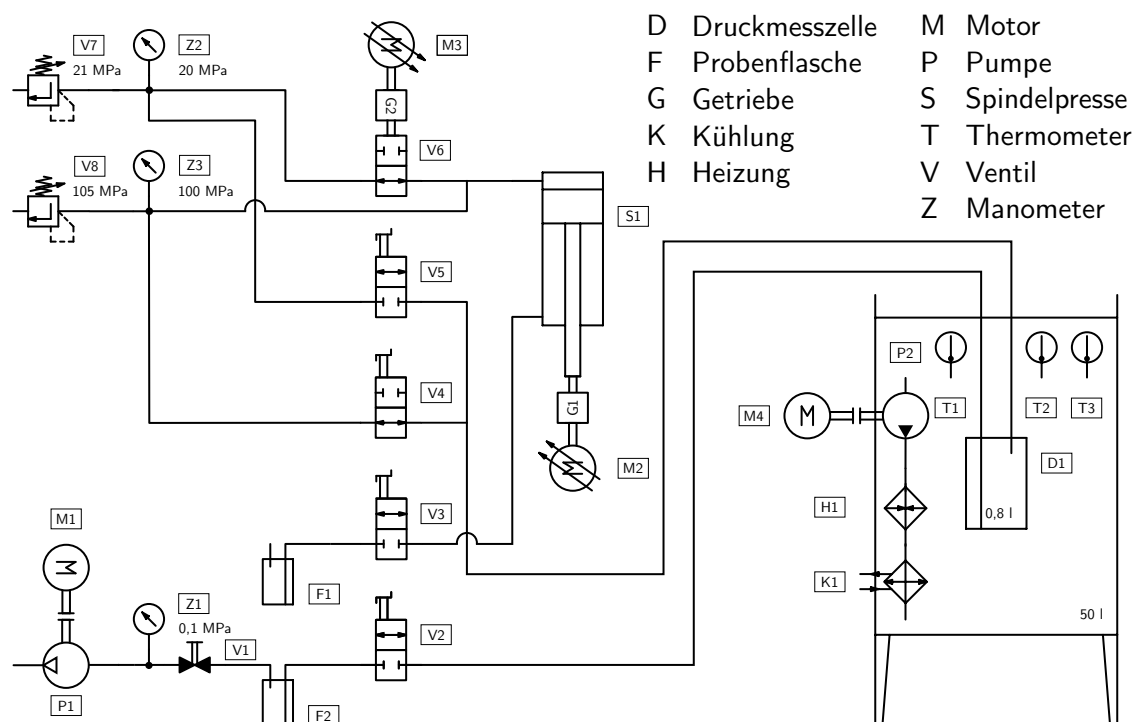 D Druckmesszelle
F Probenflasche
G Getriebe
K Kühlung
H Heizung
M Motor
P Pumpe
S Spindelpresse
T Thermometer
V Ventil
Z Manometer
V7
21 MPa
Z2
20 MPa
M
M3
G2
V6
V8
105 MPa
Z3
100 MPa
S1
V5
V4
G1
M
M2
P2
T1
T2
T3
M4
M
D1
0,8 l
H1
K1
50 l
V3
F1
M1
M
Z1
0,1 MPa
V1
V2
P1
F2